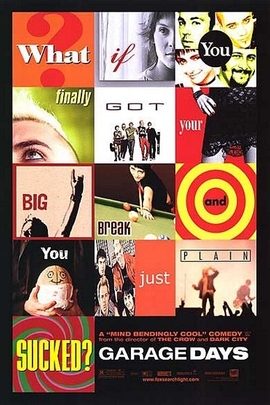 ?
What if You
finally GOT your
BIG break and
You just PLAIN
SUCKED?
A "MIND BENDINGLY COOL" COMEDY
from the director of THE CROW and DARK CITY
GARAGE DAYS
www.foxsearchlight.com